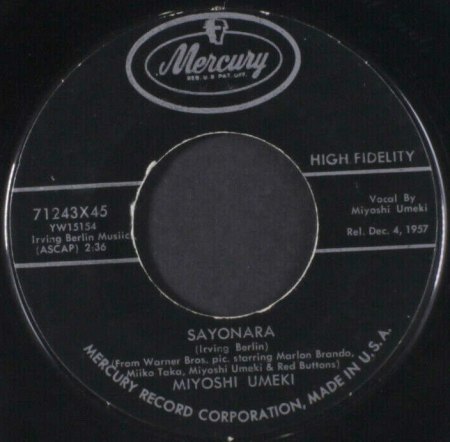 Mercury
REG. U.S. PAT. OFF.
HIGH FIDELITY
71243X45
YW15154
Irving Berlin Music
(ASCAP) 2:36
Vocal By
Miyoshi Umeki
Rel. Dec. 4, 1957
SAYONARA
(Irving Berlin)
(From Warner Bros. pic. starring Marlon Brando,
Miiko Taka, Miyoshi Umeki & Red Buttons)
MIYOSHI UMEKI
MERCURY RECORD CORPORATION, MADE IN U.S.A.